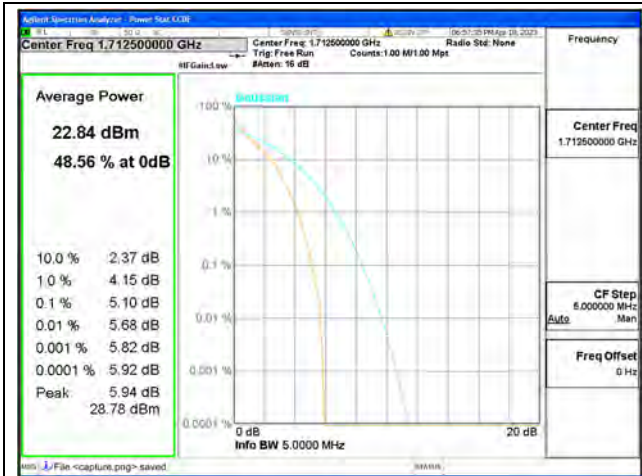 Agilent Spectrum Analyzer - Power Stat CCDF
06:57:35 PM Apr 18, 2023
Center Freq 1.712500000 GHz
Center Freq: 1.712500000 GHz
Radio Std: None
Trig: Free Run
Counts:1.00 M/1.00 Mpt
#IFGain:Low
#Atten: 16 dB
Frequency
Average Power
22.84 dBm
48.56 % at 0dB
10.0 % 2.37 dB
1.0 % 4.15 dB
0.1 % 5.10 dB
0.01 % 5.68 dB
0.001 % 5.82 dB
0.0001 % 5.92 dB
Peak 5.94 dB
28.78 dBm
Gaussian
100 %
10 %
1 %
0.1 %
0.01 %
0.001 %
0.0001 %
0 dB
20 dB
Info BW 5.0000 MHz
Center Freq
1.712500000 GHz
CF Step
5.000000 MHz
Auto Man
Freq Offset
0 Hz
MSG File <capture.png> saved
STATUS